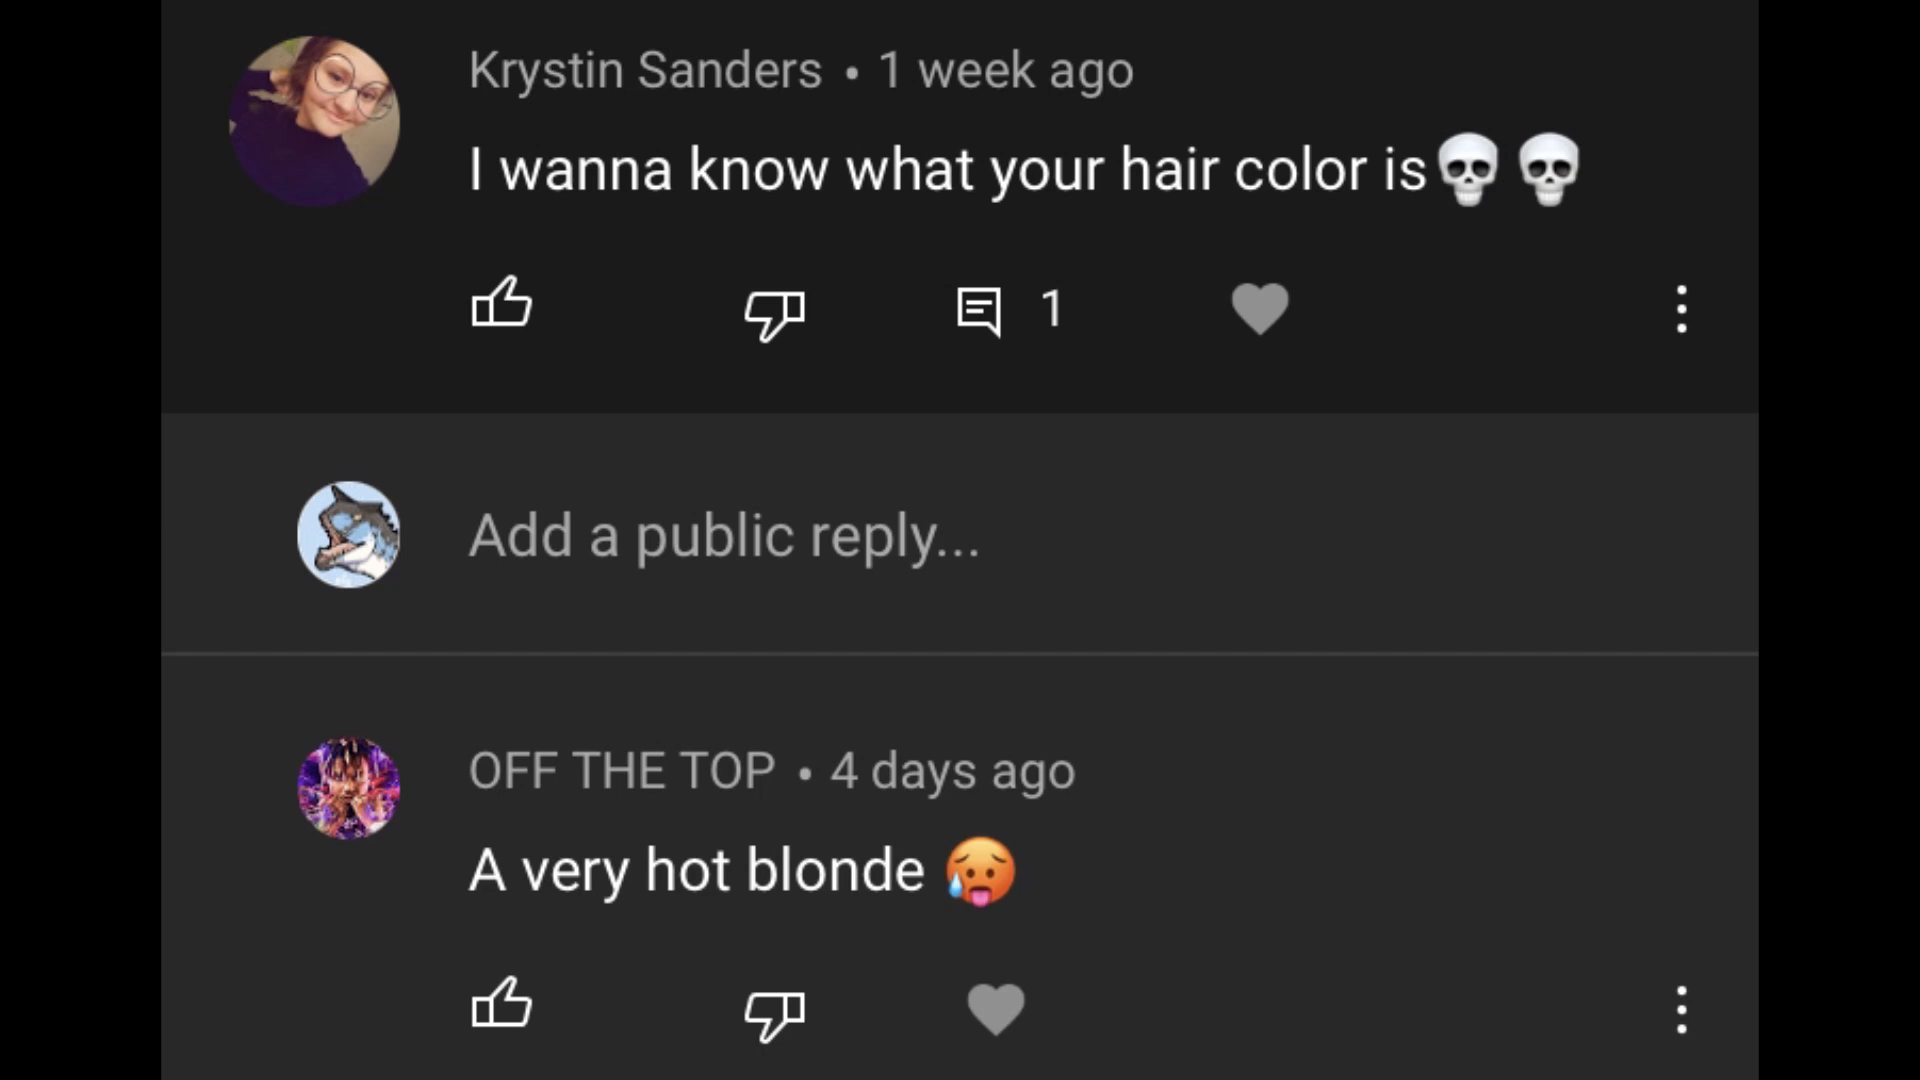 Krystin Sanders • 1 week ago
I wanna know what your hair color is💀💀
1
Add a public reply...
OFF THE TOP • 4 days ago
A very hot blonde 🥵